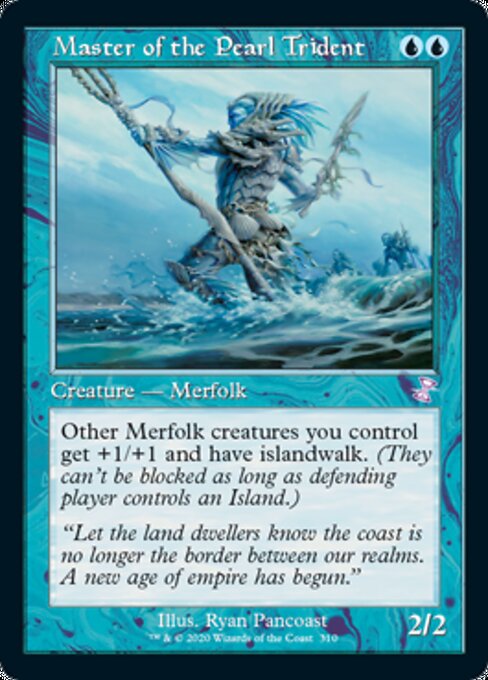 Master of the Pearl Trident
Creature — Merfolk
Other Merfolk creatures you control
get +1/+1 and have islandwalk. (They
can't be blocked as long as defending
player controls an Island.)
“Let the land dwellers know the coast is
no longer the border between our realms.
A new age of empire has begun.”
Illus. Ryan Pancoast
™ & © 2020 Wizards of the Coast 310
2/2